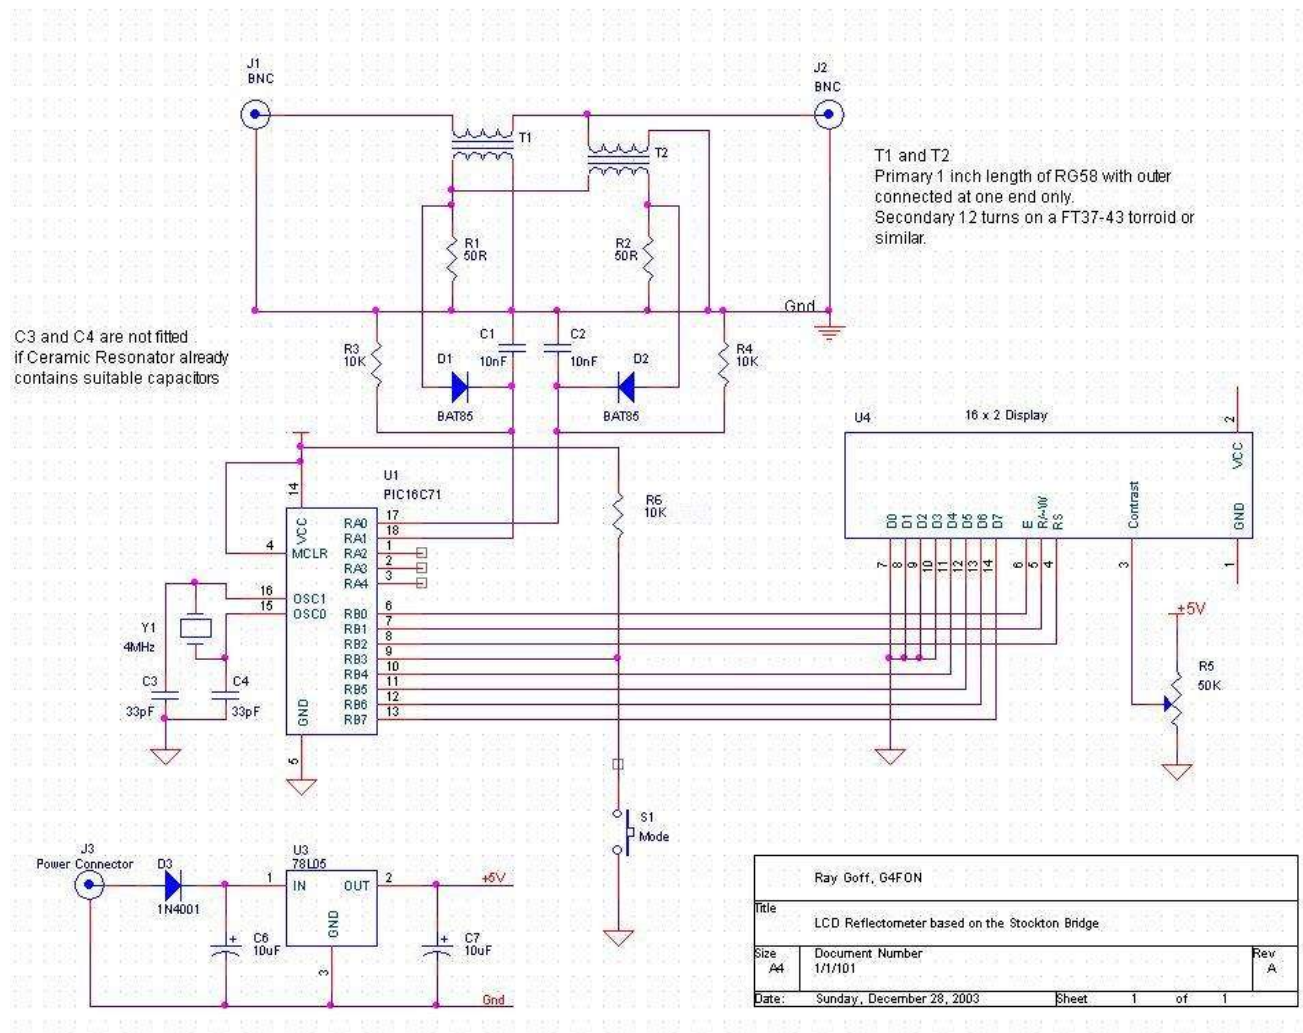 J1
BNC
J2
BNC
T1
T2
T1 and T2
Primary 1 inch length of RG58 with outer
connected at one end only.
Secondary 12 turns on a FT37-43 torroid or
similar.
R1
50R
R2
50R
Gnd
C3 and C4 are not fitted
if Ceramic Resonator already
contains suitable capacitors
R3
10K
C1
10nF
C2
10nF
R4
10K
D1
BAT85
D2
BAT85
U4
16 x 2 Display
2
VCC
GND
1
Contrast
3
D0
D1
D2
D3
D4
D5
D6
D7
E
R/~W
RS
7
8
9
10
11
12
13
14
6
5
4
U1
PIC16C71
14
VCC
4
MCLR
16
OSC1
15
OSC0
GND
5
RA0
17
RA1
18
RA2
1
RA3
2
RA4
3
RB0
6
RB1
7
RB2
8
RB3
9
RB4
10
RB5
11
RB6
12
RB7
13
R6
10K
Y1
4MHz
C3
33pF
C4
33pF
+5V
R5
50K
S1
Mode
J3
Power Connector
D3
1N4001
U3
78L05
1
IN
OUT
2
GND
3
+5V
C6
10uF
+
C7
10uF
+
Gnd
Ray Goff, G4FON
Title
LCD Reflectometer based on the Stockton Bridge
Size
A4
Document Number
1/1/101
Rev
A
Date:
Sunday, December 28, 2003
Sheet 1 of 1